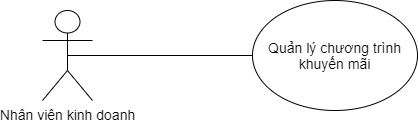 Quản lý chương trình
khuyến mãi
Nhân viên kinh doanh